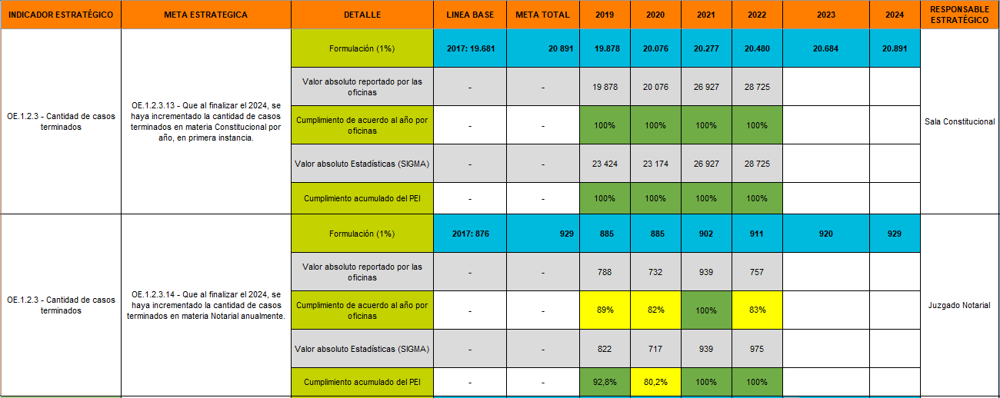 INDICADOR ESTRATÉGICO META ESTRATEGICA DETALLE LINEA BASE META TOTAL 2019 2020 2021 2022 2023 2024 RESPONSABLE ESTRATÉGICO
OE.1.2.3 - Cantidad de casos
terminados
OE.1.2.3.13 - Que al finalizar el 2024, se
haya incrementado la cantidad de casos
terminados en materia Constitucional por
año, en primera instancia.
Formulación (1%) 2017: 19.681 20 891 19.878 20.076 20.277 20.480 20.684 20.891
Valor absoluto reportado por las
oficinas - - 19 878 20 076 26 927 28 725
Cumplimiento de acuerdo al año por
oficinas - - 100% 100% 100% 100%
Valor absoluto Estadísticas (SIGMA) - - 23 424 23 174 26 927 28 725
Cumplimiento acumulado del PEI - - 100% 100% 100% 100%
Sala Constitucional
OE.1.2.3 - Cantidad de casos
terminados
OE.1.2.3.14 - Que al finalizar el 2024, se
haya incrementado la cantidad de casos
terminados en materia Notarial anualmente.
Formulación (1%) 2017: 876 929 885 885 902 911 920 929
Valor absoluto reportado por las
oficinas - - 788 732 939 757
Cumplimiento de acuerdo al año por
oficinas - - 89% 82% 100% 83%
Valor absoluto Estadísticas (SIGMA) - - 822 717 939 975
Cumplimiento acumulado del PEI - - 92,8% 80,2% 100% 100%
Juzgado Notarial